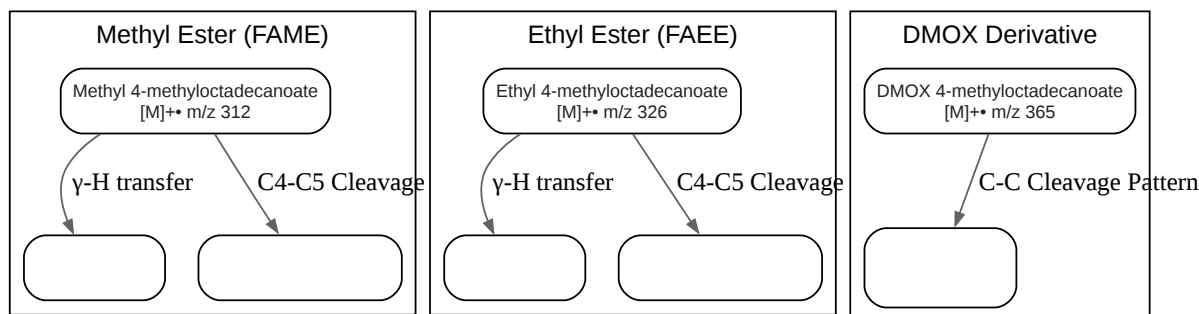 Methyl Ester (FAME)
Methyl 4-methyloctadecanoate
[M]+• m/z 312
γ-H transfer
C4-C5 Cleavage
Ethyl Ester (FAEE)
Ethyl 4-methyloctadecanoate
[M]+• m/z 326
γ-H transfer
C4-C5 Cleavage
DMOX Derivative
DMOX 4-methyloctadecanoate
[M]+• m/z 365
C-C Cleavage Pattern